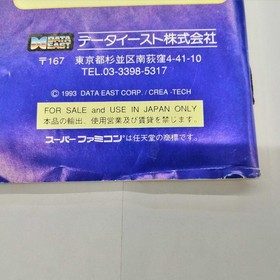 DATA EAST データイースト株式会社
〒167 東京都杉並区南荻窪4-41-10
TEL.03-3398-5317
© 1993 DATA EAST CORP./CREA-TECH
FOR SALE and USE IN JAPAN ONLY
本品の輸出、使用営業及び賃貸を禁じます。
スーパーファミコンは任天堂の商標です。